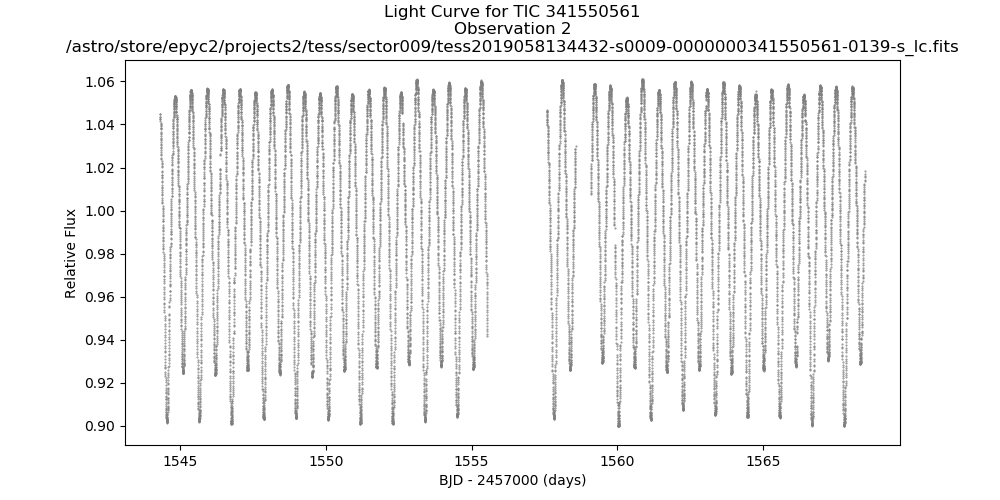 Light Curve for TIC 341550561
Observation 2
/astro/store/epyc2/projects2/tess/sector009/tess2019058134432-s0009-0000000341550561-0139-s_lc.fits
1.06
1.04
1.02
1.00
0.98
0.96
0.94
0.92
0.90
Relative Flux
1545
1550
1555
1560
1565
BJD - 2457000 (days)